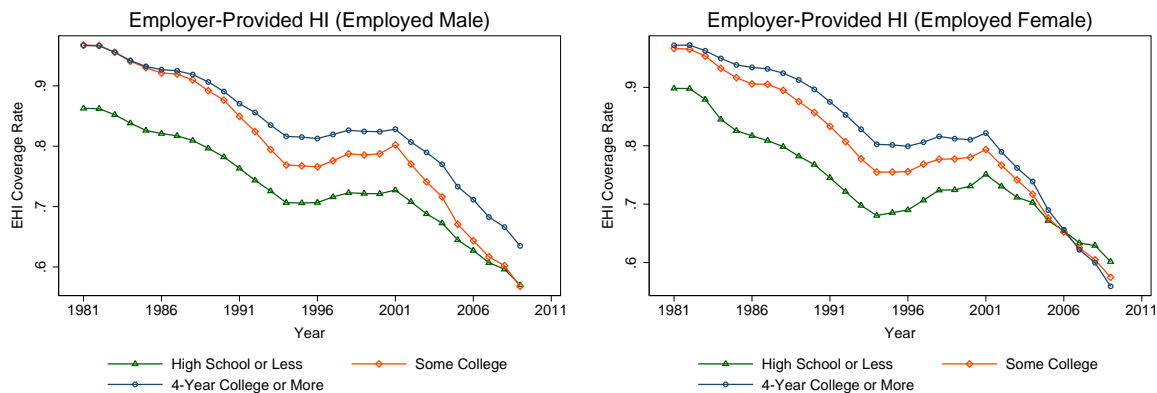 Employer-Provided HI (Employed Male)
EHI Coverage Rate
.9
.8
.7
.6
1981 1986 1991 1996 2001 2006 2011
Year
High School or Less Some College
4-Year College or More
Employer-Provided HI (Employed Female)
EHI Coverage Rate
.9
.8
.7
.6
1981 1986 1991 1996 2001 2006 2011
Year
High School or Less Some College
4-Year College or More